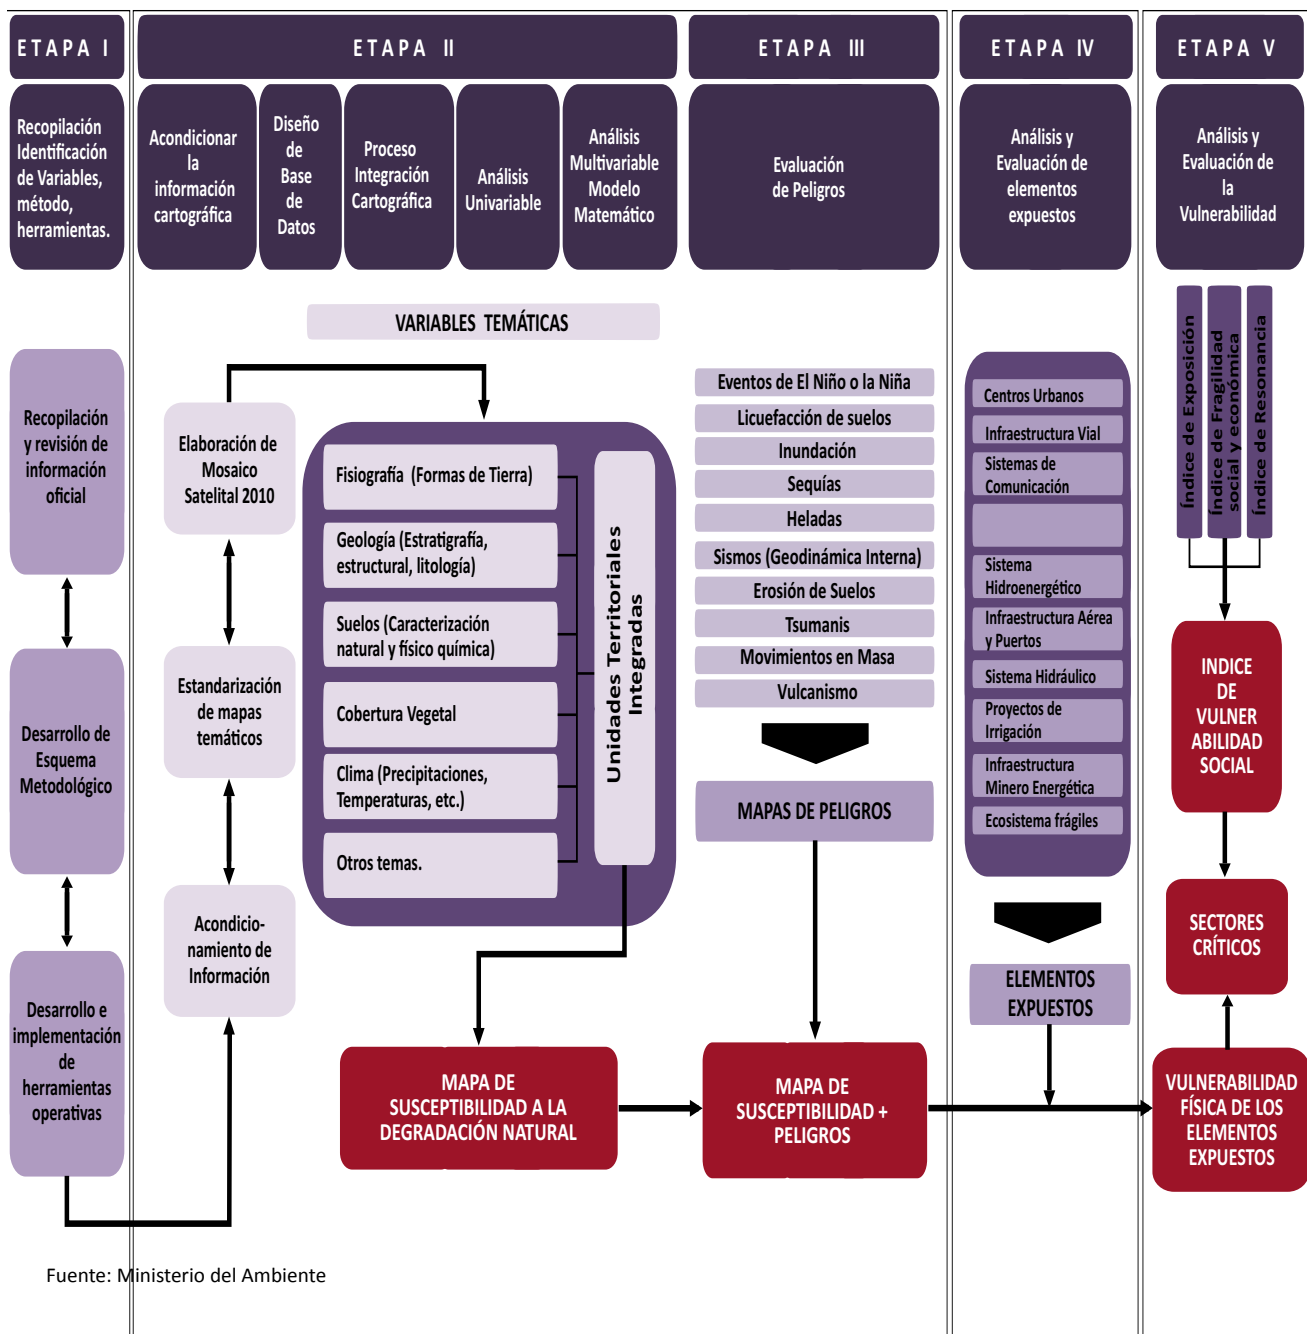 ETAPA I
ETAPA II
ETAPA III
ETAPA IV
ETAPA V
Recopilación
Identificación
de Variables,
método,
herramientas.
Acondicionar
la
información
cartográfica
Diseño
de
Base
de
Datos
Proceso
Integración
Cartográfica
Análisis
Univariable
Análisis
Multivariable
Modelo
Matemático
Evaluación
de Peligros
Análisis y
Evaluación de
elementos
expuestos
Análisis y
Evaluación de
la
Vulnerabilidad
Recopilación
y revisión de
información
oficial
Desarrollo de
Esquema
Metodológico
Desarrollo e
implementación
de
herramientas
operativas
Elaboración de
Mosaico
Satelital 2010
Estandarización
de mapas
temáticos
Acondicio-
namiento de
Información
VARIABLES TEMÁTICAS
Fisiografía (Formas de Tierra)
Geología (Estratigrafía,
estructural, litología)
Suelos (Caracterización
natural y físico química)
Cobertura Vegetal
Clima (Precipitaciones,
Temperaturas, etc.)
Otros temas.
Unidades Territoriales
Integradas
MAPA DE
SUSCEPTIBILIDAD A LA
DEGRADACIÓN NATURAL
Eventos de El Niño o la Niña
Licuefacción de suelos
Inundación
Sequías
Heladas
Sismos (Geodinámica Interna)
Erosión de Suelos
Tsumanis
Movimientos en Masa
Vulcanismo
MAPAS DE PELIGROS
MAPA DE
SUSCEPTIBILIDAD +
PELIGROS
Centros Urbanos
Infraestructura Vial
Sistemas de
Comunicación
Sistema
Hidroenergético
Infraestructura Aérea
y Puertos
Sistema Hidráulico
Proyectos de
Irrigación
Infraestructura
Minero Energética
Ecosistema frágiles
ELEMENTOS
EXPUESTOS
Índice de Exposición
Índice de Fragilidad
social y económica
Índice de Resonancia
INDICE
DE
VULNER
ABILIDAD
SOCIAL
SECTORES
CRÍTICOS
VULNERABILIDAD
FÍSICA DE LOS
ELEMENTOS
EXPUESTOS
Fuente: Ministerio del Ambiente